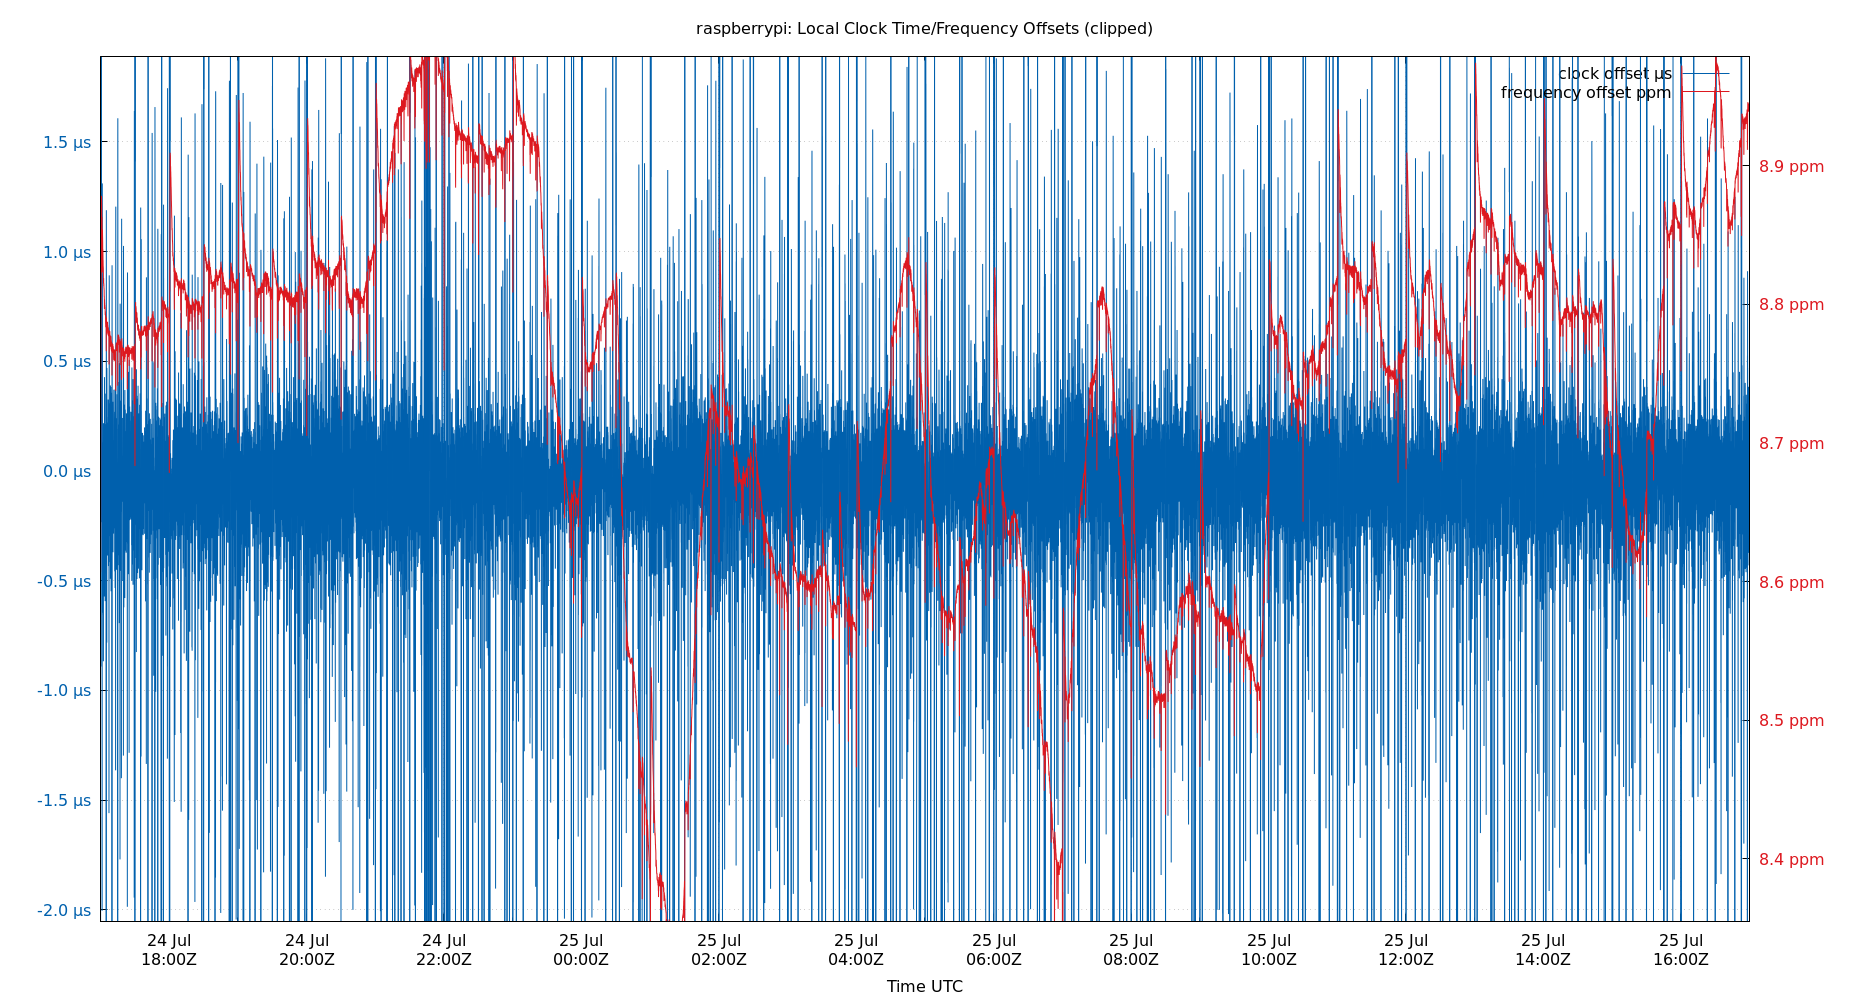 raspberrypi: Local Clock Time/Frequency Offsets (clipped)
clock offset μs
frequency offset ppm
1.5 μs
1.0 μs
0.5 μs
0.0 μs
-0.5 μs
-1.0 μs
-1.5 μs
-2.0 μs
8.9 ppm
8.8 ppm
8.7 ppm
8.6 ppm
8.5 ppm
8.4 ppm
24 Jul 24 Jul 24 Jul 25 Jul 25 Jul 25 Jul 25 Jul 25 Jul 25 Jul 25 Jul 25 Jul 25 Jul
18:00Z 20:00Z 22:00Z 00:00Z 02:00Z 04:00Z 06:00Z 08:00Z 10:00Z 12:00Z 14:00Z 16:00Z
Time UTC